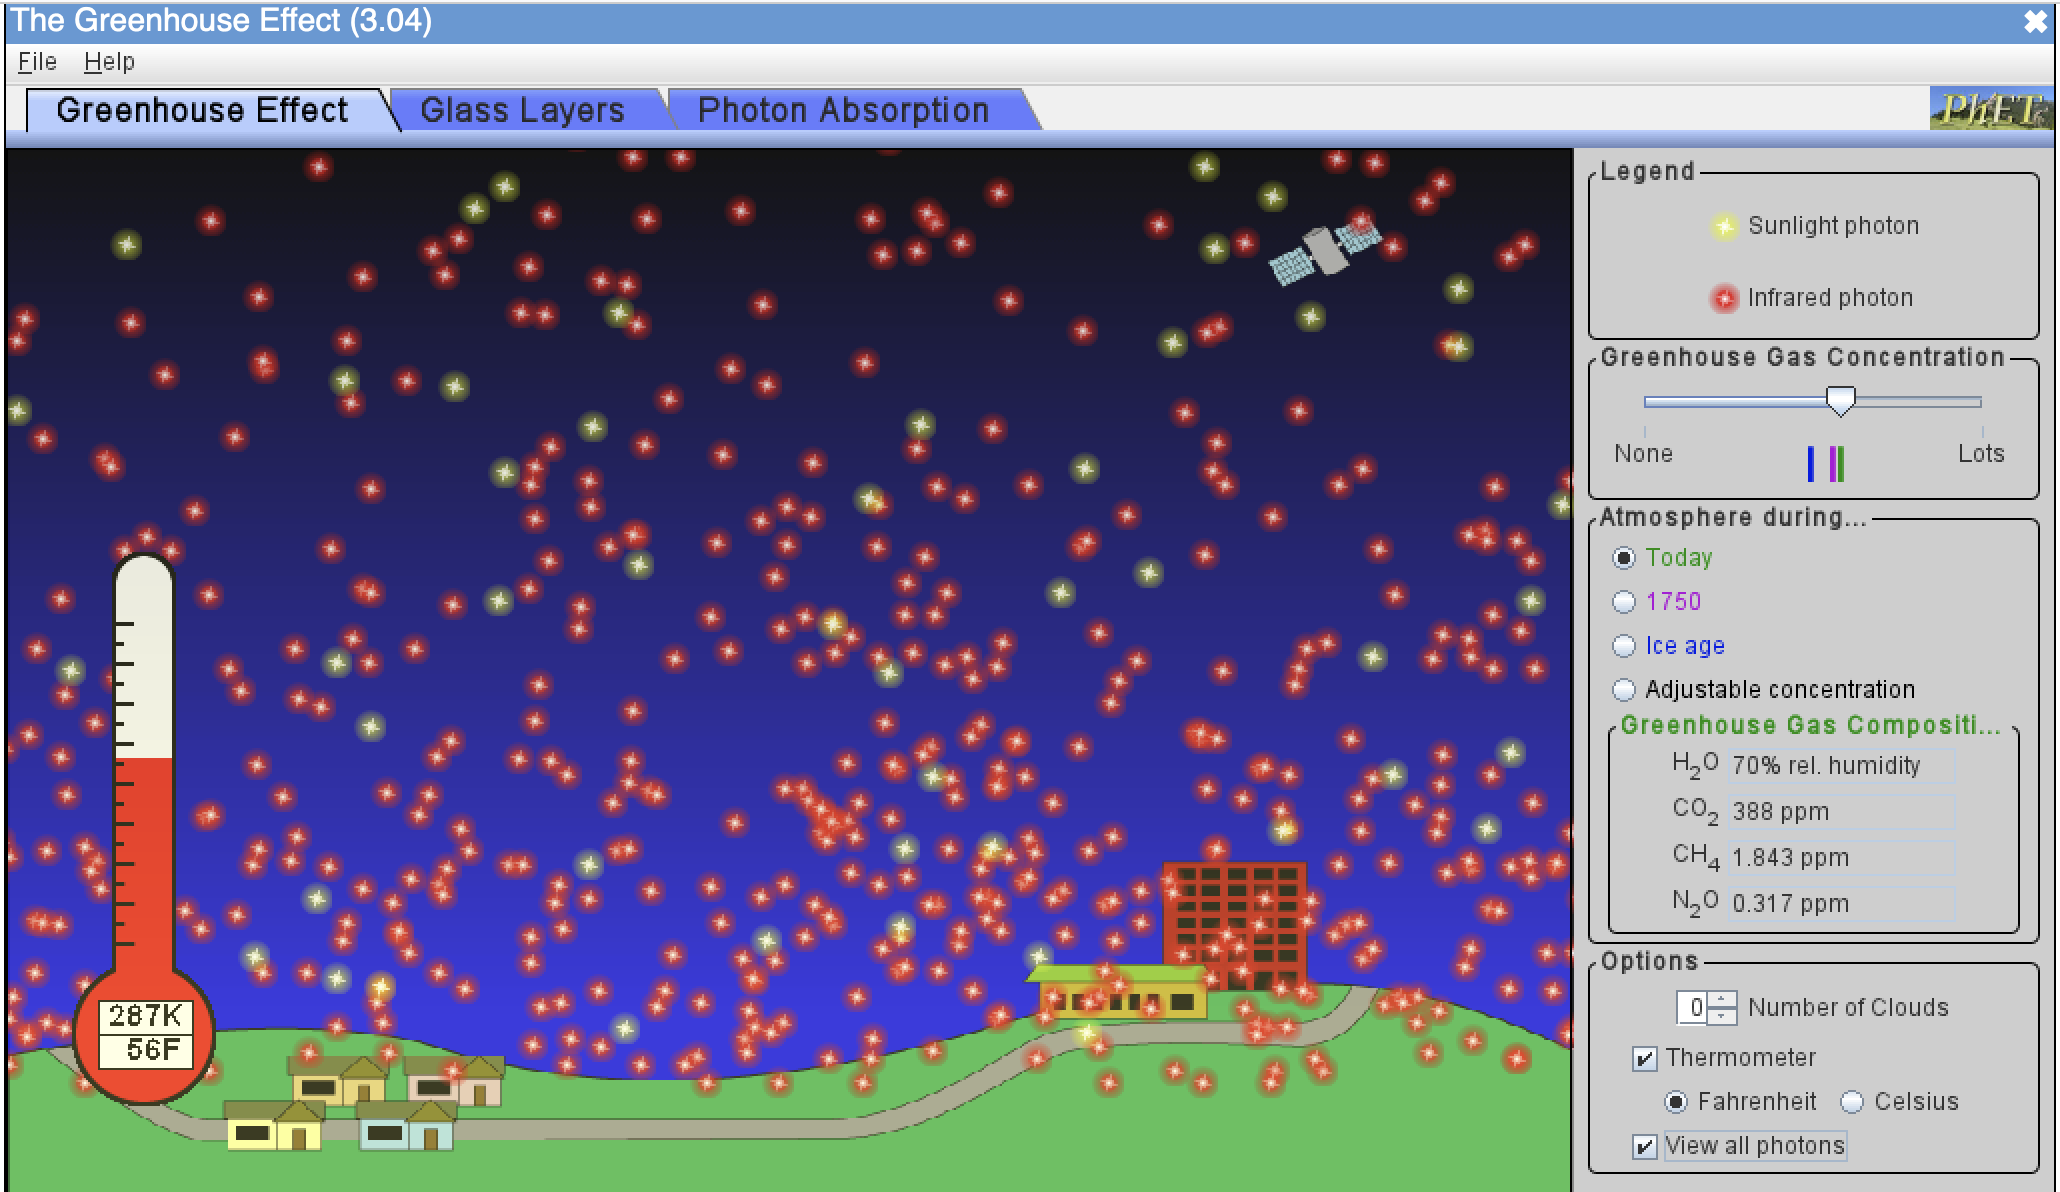 The Greenhouse Effect (3.04)
File Help
Greenhouse Effect Glass Layers Photon Absorption
PhET
Legend
Sunlight photon
Infrared photon
Greenhouse Gas Concentration
None Lots
Atmosphere during...
Today
1750
Ice age
Adjustable concentration
Greenhouse Gas Compositi...
H2O 70% rel. humidity
CO2 388 ppm
CH4 1.843 ppm
N2O 0.317 ppm
Options
0 Number of Clouds
Thermometer
Fahrenheit Celsius
View all photons
287K
56F